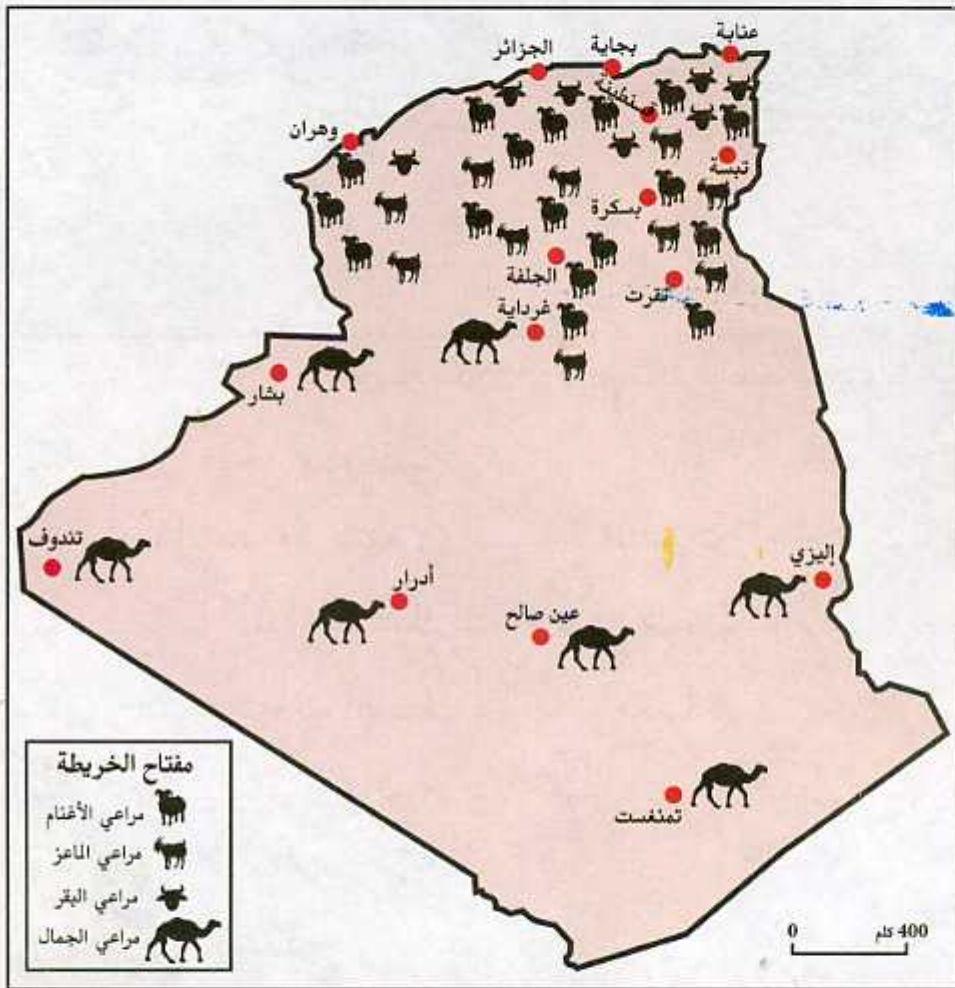 عنابة
بجاية
الجزائر
قسنطينة
وهران
تبسة
بسكرة
الجلفة
تقرت
غرداية
بشار
تندوف
أدرار
عين صالح
إليزي
تمنغست
مفتاح الخريطة
مراعي الأغنام
مراعي الماعز
مراعي البقر
مراعي الجمال
0 400 كلم